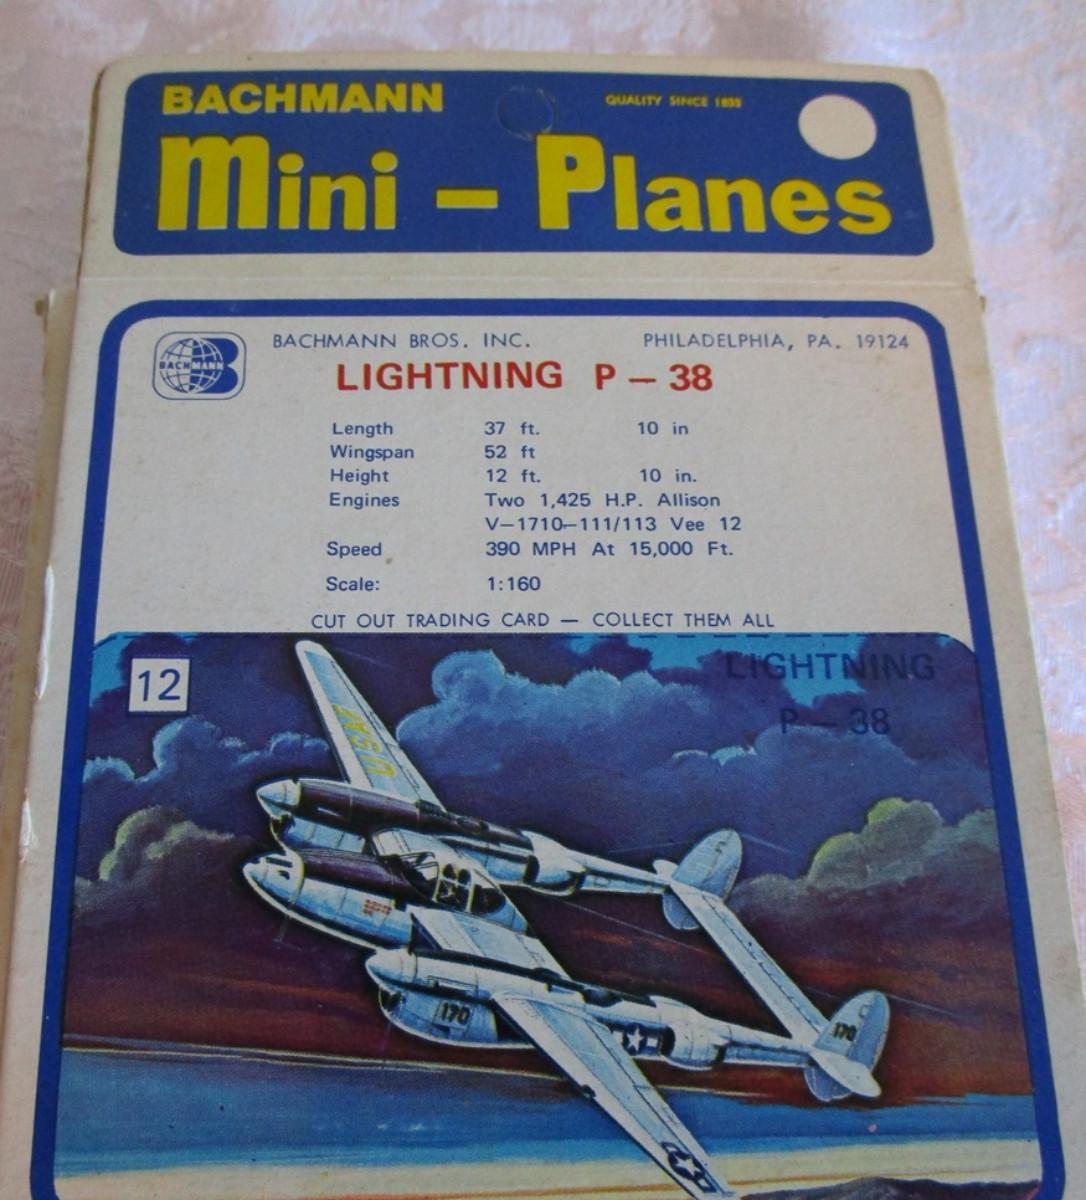 BACHMANN
QUALITY SINCE 1835
Mini - Planes
BACHMANN
BACHMANN BROS. INC. PHILADELPHIA, PA. 19124
LIGHTNING P - 38
Length 37 ft. 10 in
Wingspan 52 ft
Height 12 ft. 10 in.
Engines Two 1,425 H.P. Allison
V-1710-111/113 Vee 12
Speed 390 MPH At 15,000 Ft.
Scale: 1:160
CUT OUT TRADING CARD — COLLECT THEM ALL
12
LIGHTNING
P - 38
USAF
170
170